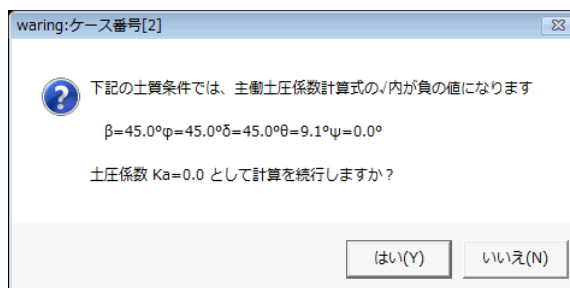 waring:ケース番号[2]
下記の土質条件では、主働土圧係数計算式の√内が負の値になります
β=45.0°φ=45.0°δ=45.0°θ=9.1°ψ=0.0°
土圧係数 Ka=0.0 として計算を続行しますか？
はい(Y)
いいえ(N)